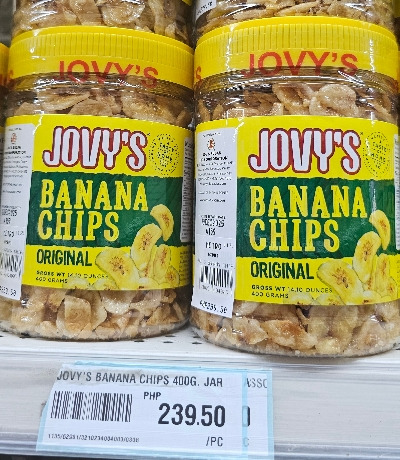 JOVY'S
JOVY'S
BANANA
CHIPS
ORIGINAL
GROSS WT 14.10 OUNCES
400 GRAMS
JOVY'S
JOVY'S
BANANA
CHIPS
ORIGINAL
GROSS WT 14.10 OUNCES
400 GRAMS
JOVY'S BANANA CHIPS 400G. JAR
PHP
239.50
/PC